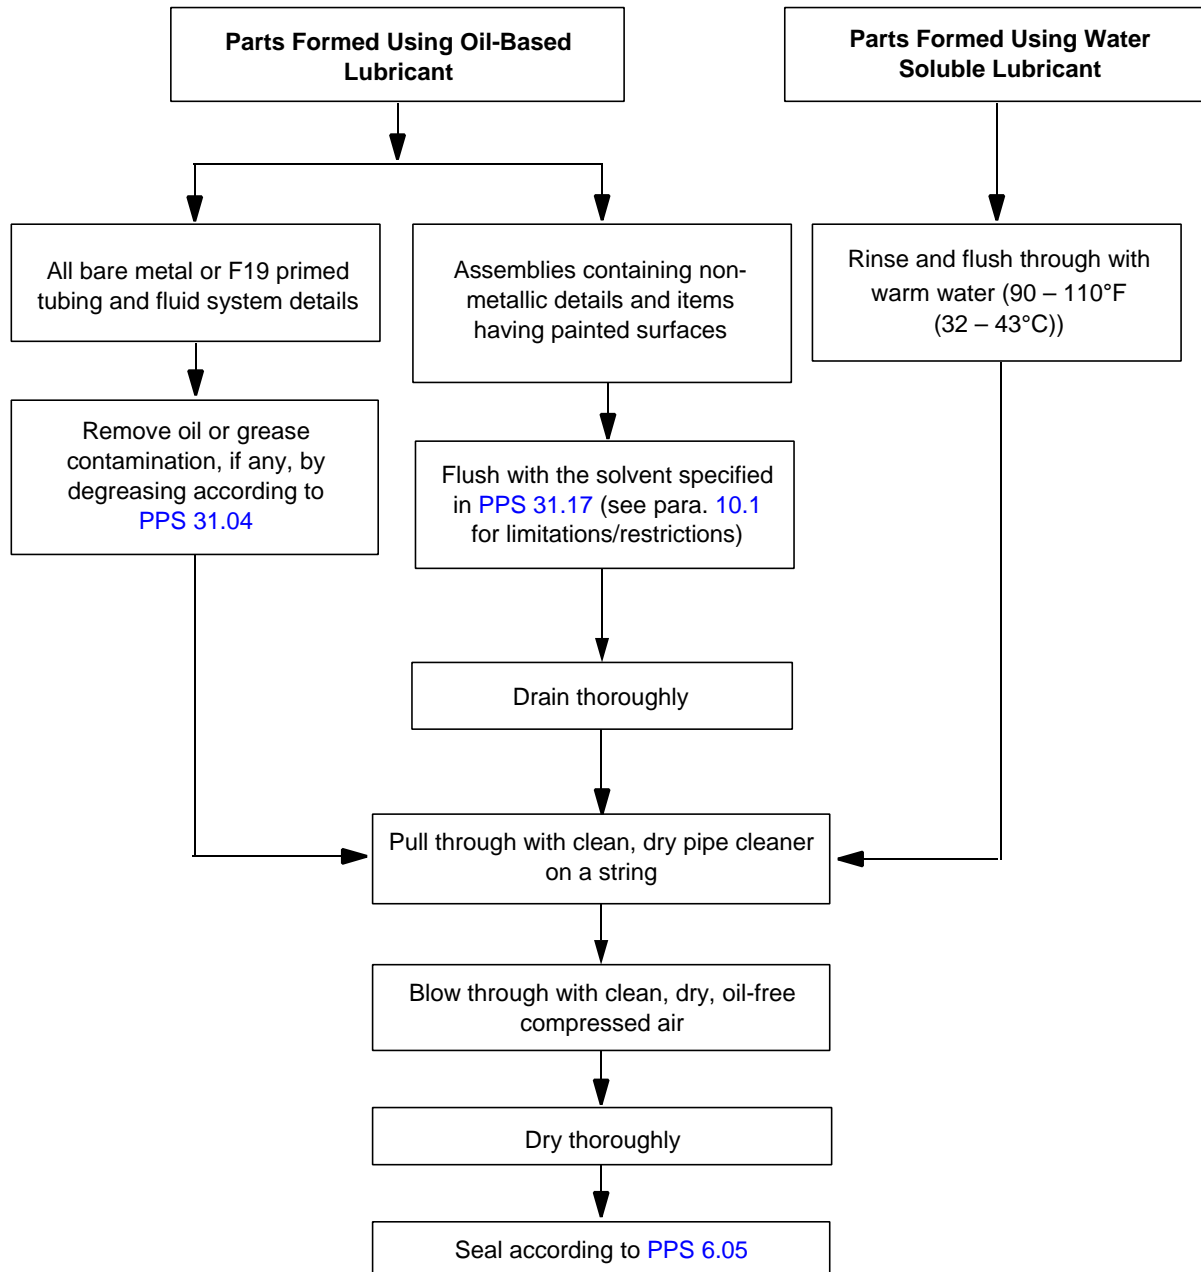 Parts Formed Using Oil-Based
Lubricant
Parts Formed Using Water
Soluble Lubricant
All bare metal or F19 primed
tubing and fluid system details
Assemblies containing non-
metallic details and items
having painted surfaces
Rinse and flush through with
warm water (90 – 110°F
(32 – 43°C))
Remove oil or grease
contamination, if any, by
degreasing according to
PPS 31.04
Flush with the solvent specified
in PPS 31.17 (see para. 10.1
for limitations/restrictions)
Drain thoroughly
Pull through with clean, dry pipe cleaner
on a string
Blow through with clean, dry, oil-free
compressed air
Dry thoroughly
Seal according to PPS 6.05